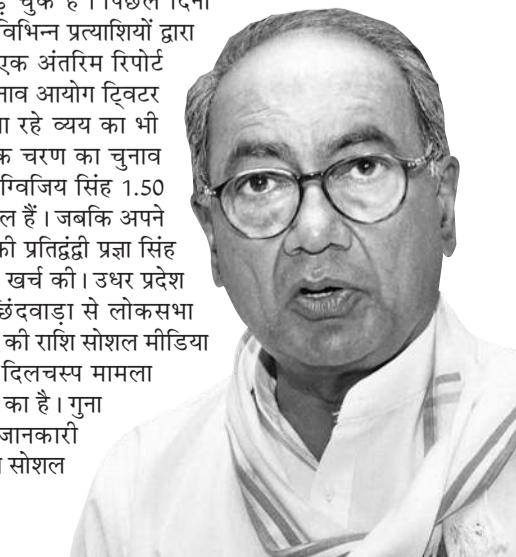 चुके हैं। पिछले दिनों
विभिन्न प्रत्याशियों द्वारा
एक अंतरिम रिपोर्ट
नाव आयोग ट्विटर
रहे व्यय का भी
चरण का चुनाव
ग्विजिय सिंह 1.50
ल हैं। जबकि अपने
की प्रतिद्वंद्वी प्रज्ञा सिंह
खर्च की। उधर प्रदेश
छिंदवाड़ा से लोकसभा
की राशि सोशल मीडिया
दिलचस्प मामला
का है। गुना
जानकारी
सोशल